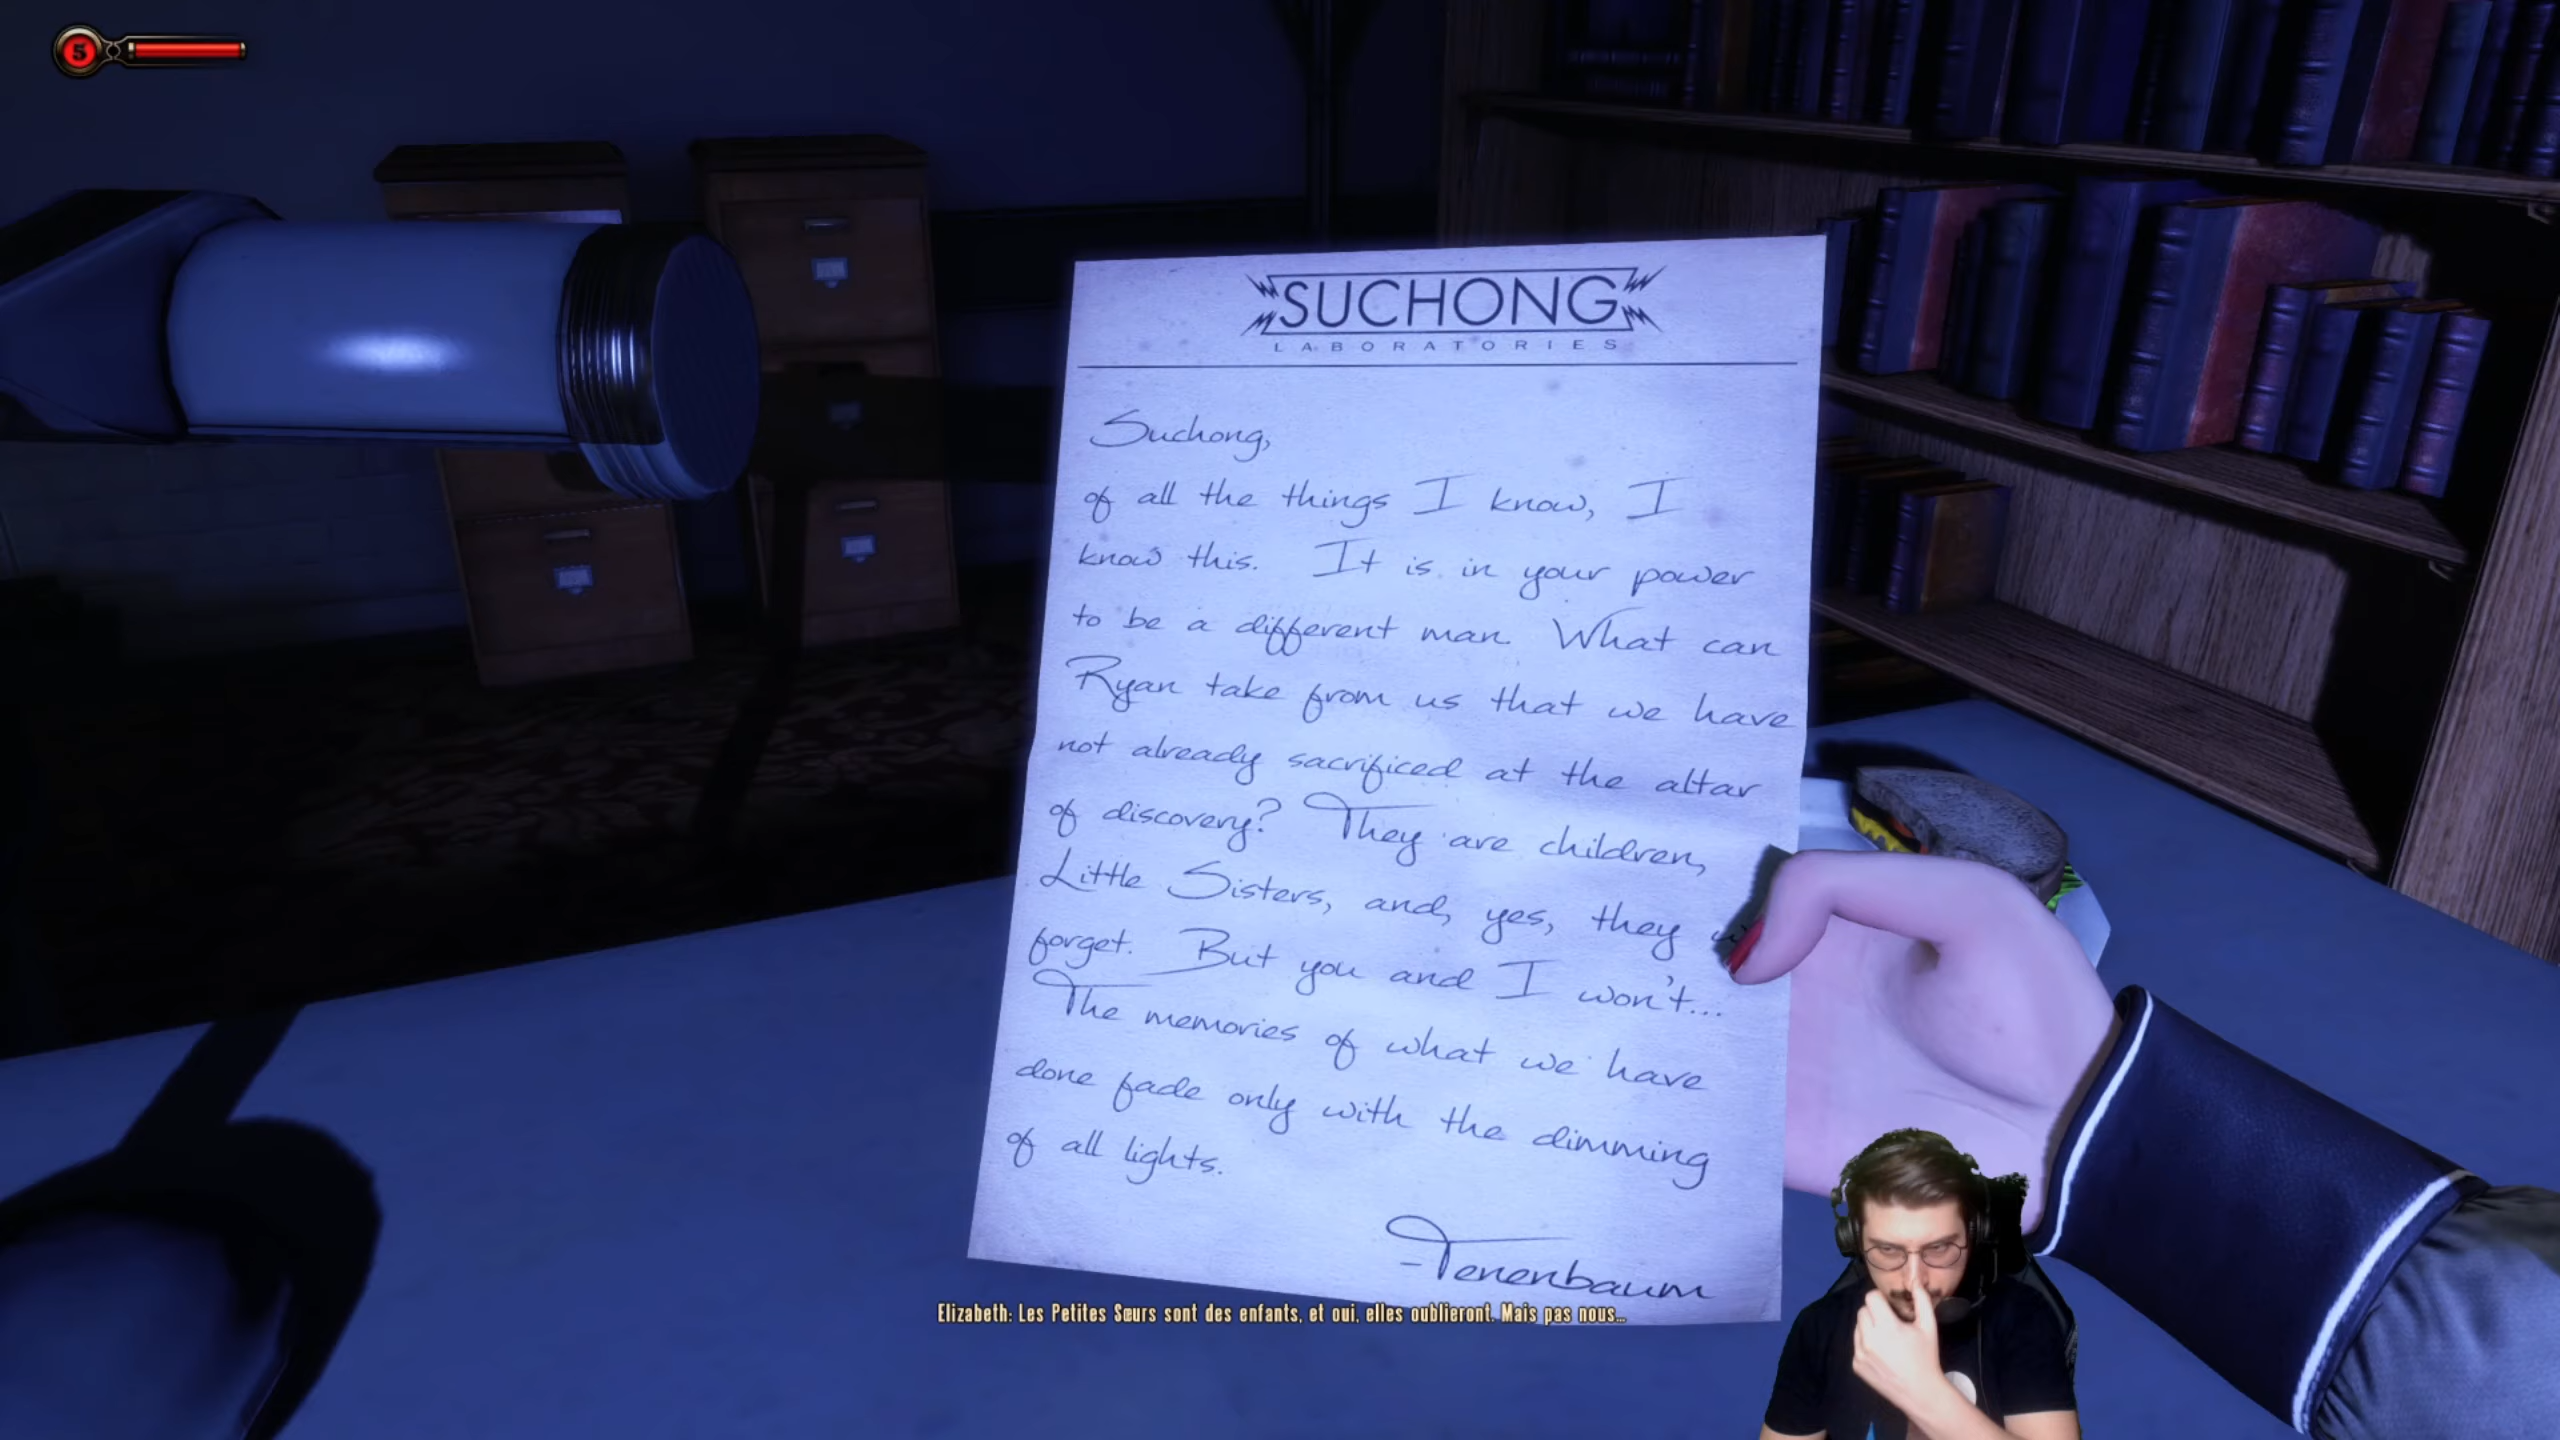 5
SUCHONG
LABORATORIES
Suchong,
of all the things I know, I
know this. It is in your power
to be a different man. What can
Ryan take from us that we have
not already sacrificed at the altar
of discovery? They are children,
Little Sisters, and, yes, they
forget. But you and I won't...
The memories of what we have
done fade only with the dimming
of all lights.
-Tenenbaum
Elizabeth: Les Petites Sœurs sont des enfants, et oui, elles oublieront. Mais pas nous...